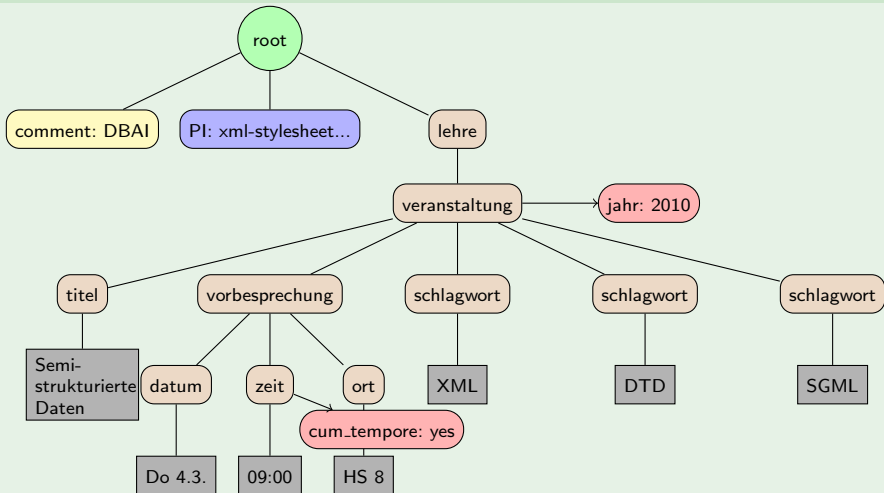 root
comment: DBAI
PI: xml-stylesheet...
lehre
veranstaltung
jahr: 2010
titel
vorbesprechung
schlagwort
schlagwort
schlagwort
Semi-
strukturierte
Daten
datum
zeit
ort
XML
DTD
SGML
cum_tempore: yes
Do 4.3.
09:00
HS 8